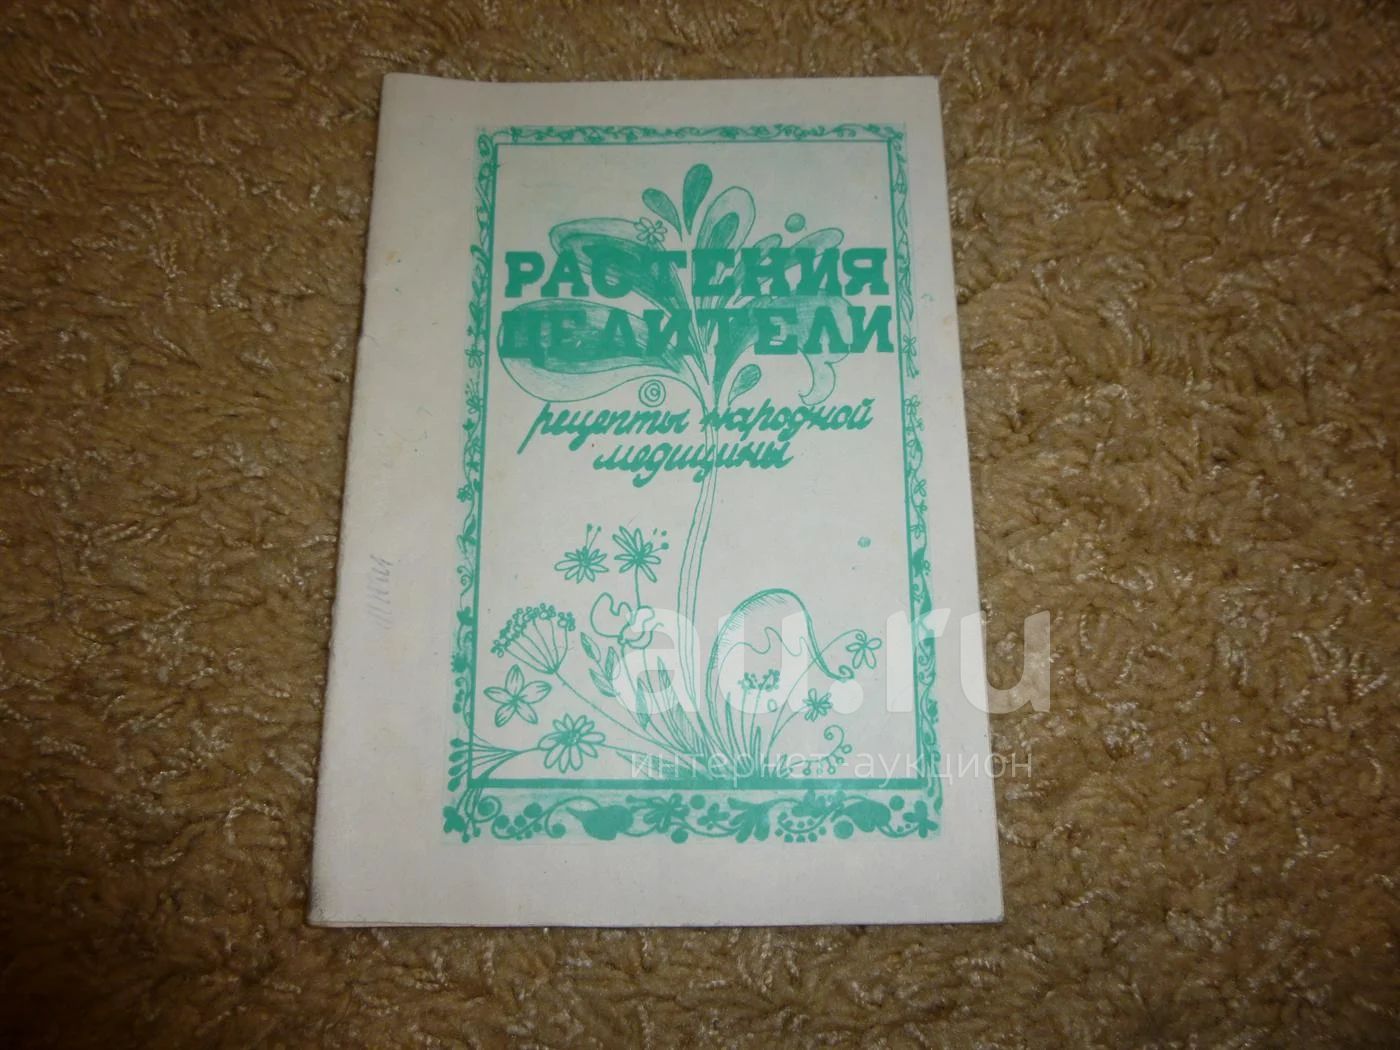 РАСТЕНИЯ
ЦЕЛИТЕЛИ
рецепты народной
медицины
au.ru
интернет-аукцион